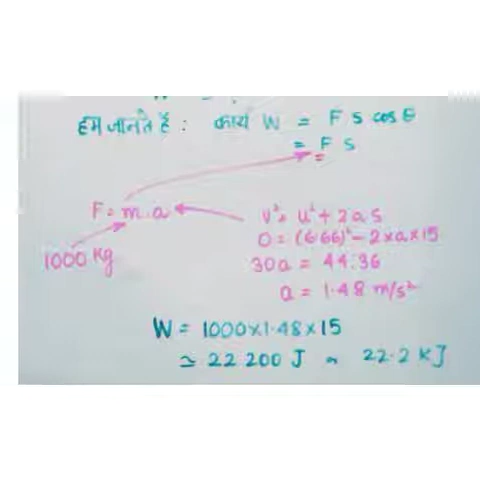 हम जानते हैं : कार्य W = F s cos θ
= F s
F = m.a
v² = u² + 2as
0 = (6.66)² - 2×a×15
1000 Kg
30a = 44.36
a = 1.48 m/s²
W = 1000×1.48×15
≃ 22 200 J ~ 22.2 KJ